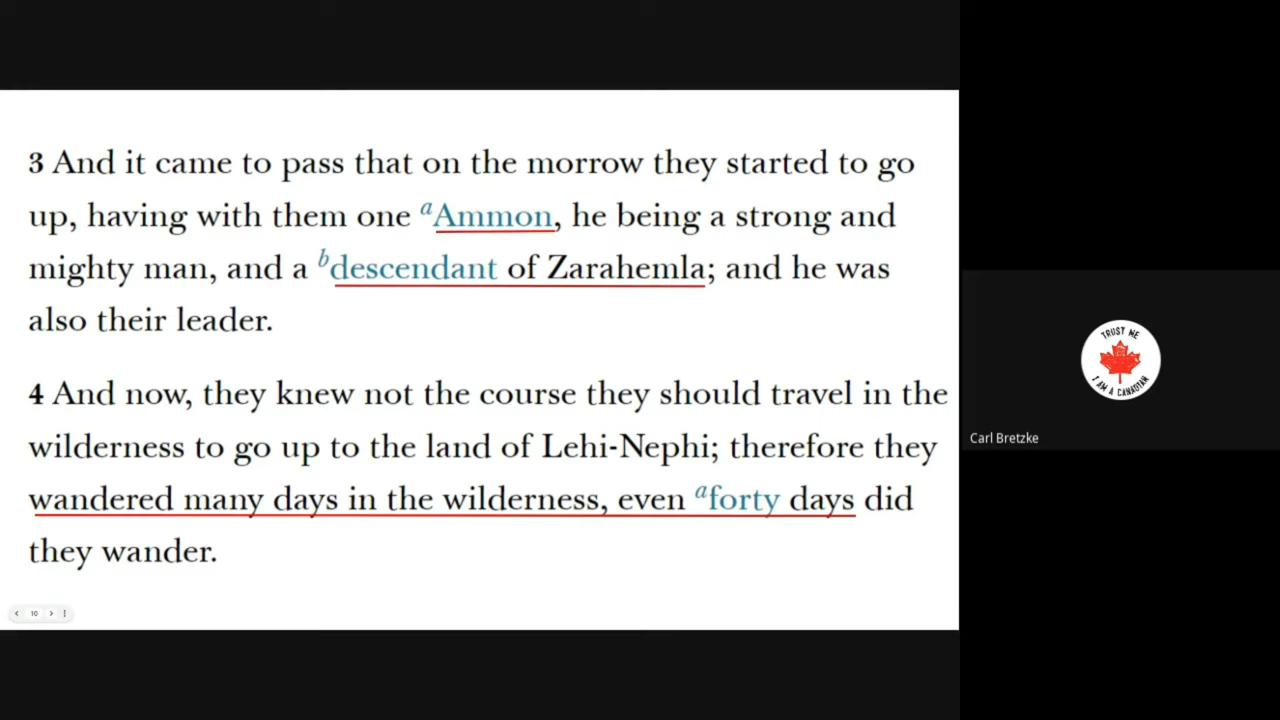 3 And it came to pass that on the morrow they started to go
up, having with them one aAmmon, he being a strong and
mighty man, and a bdescendant of Zarahemla; and he was
also their leader.
4 And now, they knew not the course they should travel in the
wilderness to go up to the land of Lehi-Nephi; therefore they
wandered many days in the wilderness, even aforty days did
they wander.
10
TRUST ME
I AM A CANADIAN
Carl Bretzke